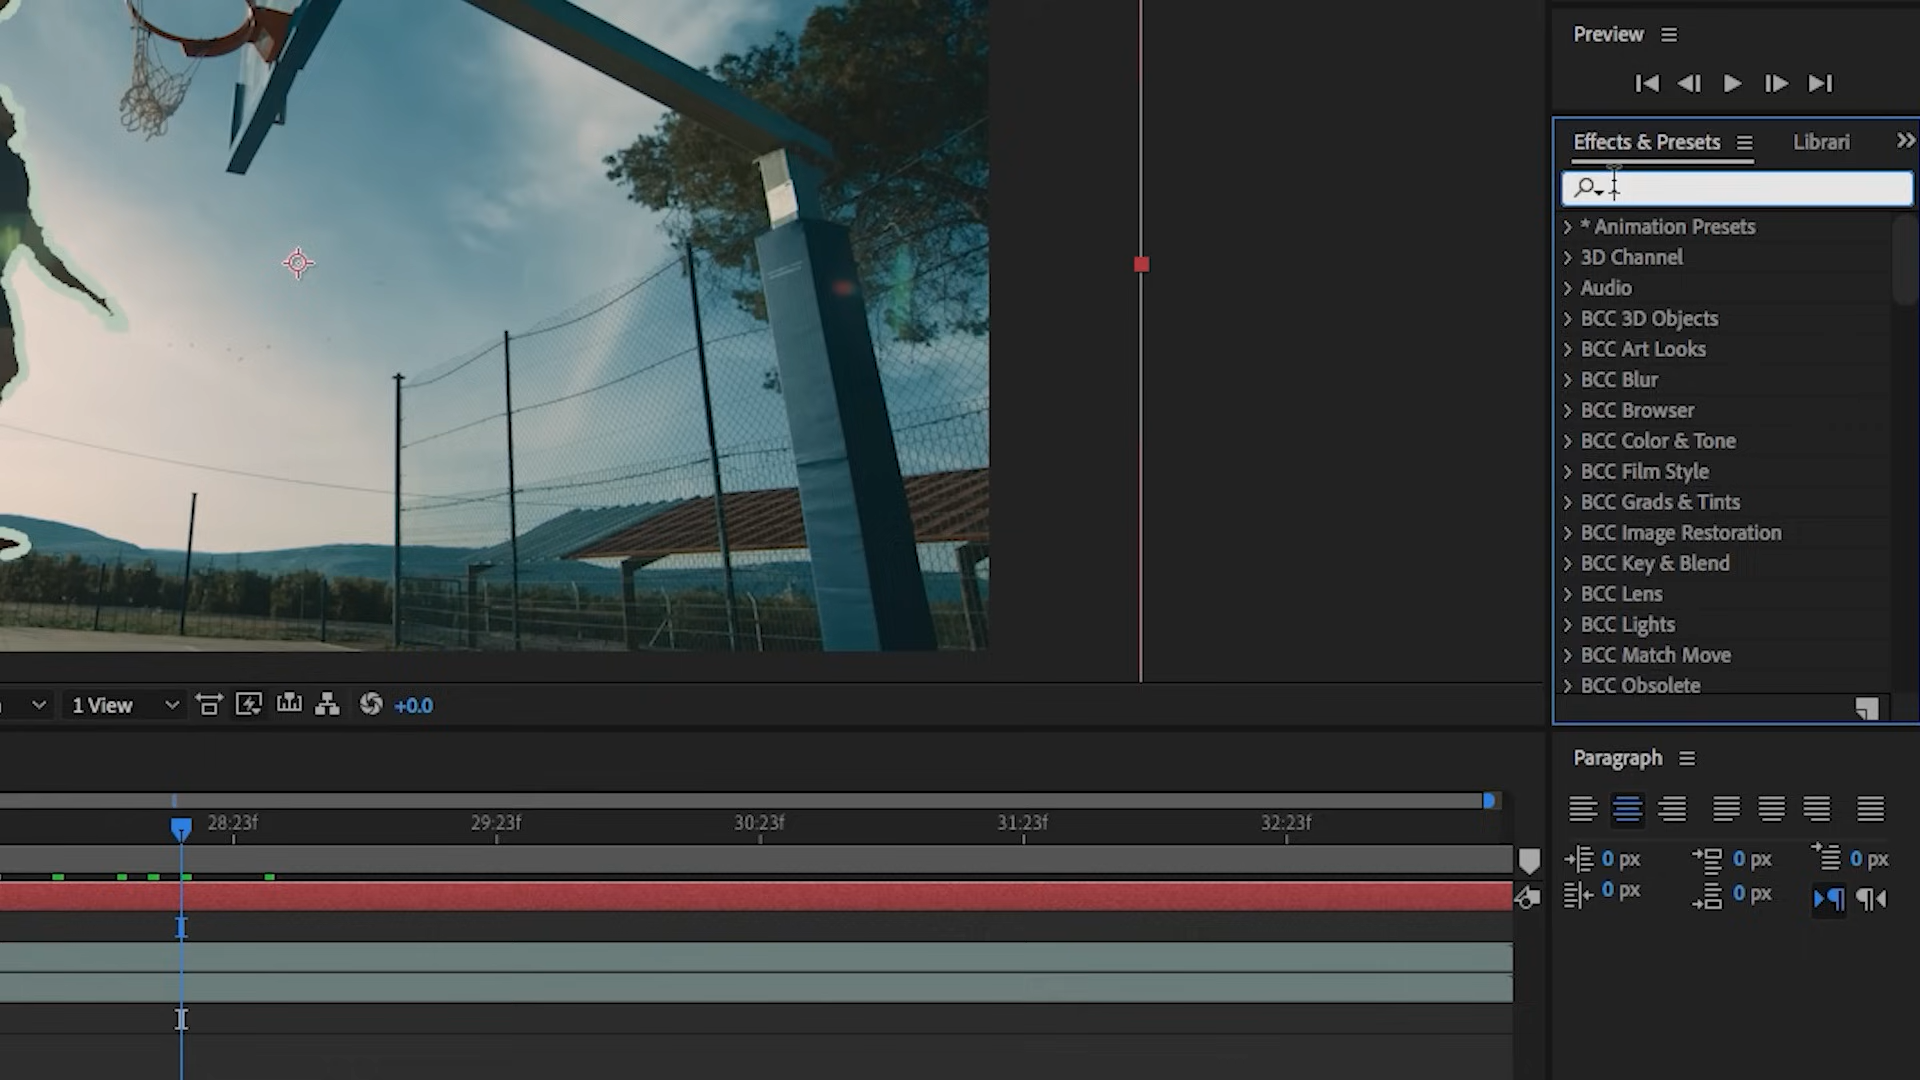 Preview
Effects & Presets
Librari
* Animation Presets
3D Channel
Audio
BCC 3D Objects
BCC Art Looks
BCC Blur
BCC Browser
BCC Color & Tone
BCC Film Style
BCC Grads & Tints
BCC Image Restoration
BCC Key & Blend
BCC Lens
BCC Lights
BCC Match Move
BCC Obsolete
1 View
+0.0
Paragraph
28:23f
29:23f
30:23f
31:23f
32:23f
0 px
0 px
0 px
0 px
0 px